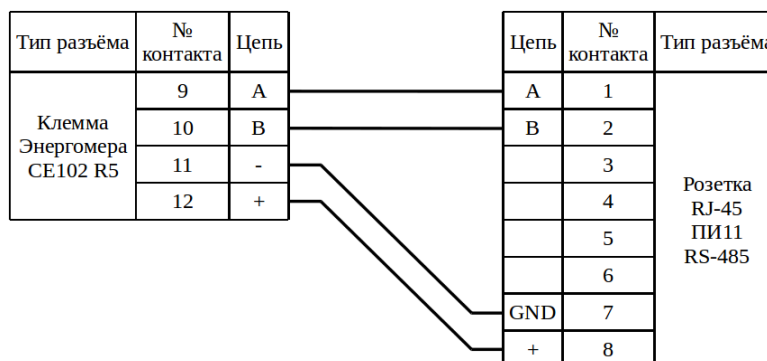 Тип разъёма
№
контакта
Цепь
Клемма
Энергомера
CE102 R5
9
A
10
B
11
-
12
+
Цепь
№
контакта
Тип разъёма
A
1
B
2
3
4
5
6
GND
7
+
8
Розетка
RJ-45
ПИ11
RS-485